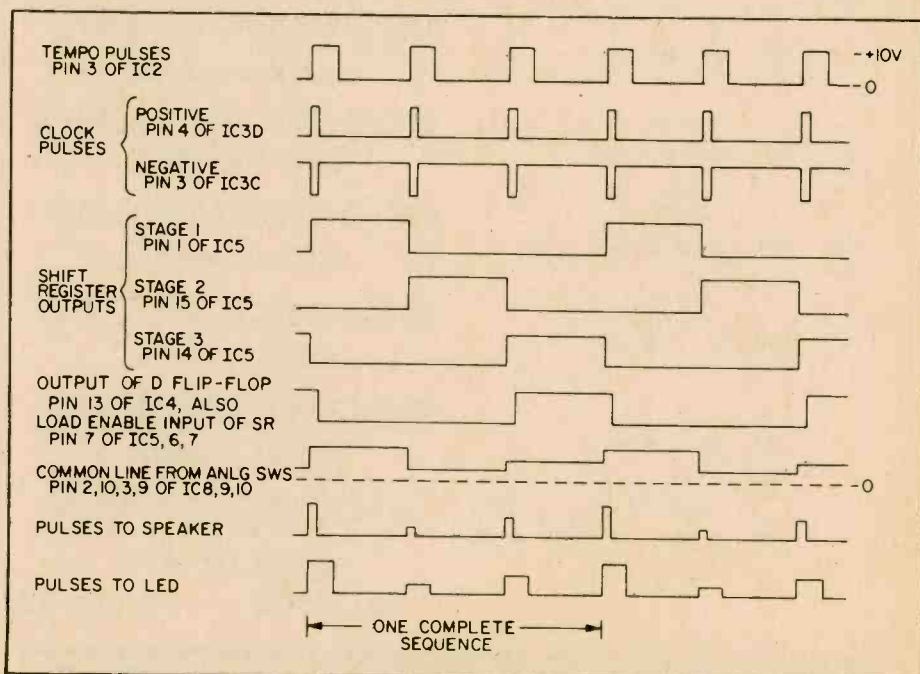 TEMPO PULSES
PIN 3 OF IC2
+10V
0
CLOCK
PULSES
POSITIVE
PIN 4 OF IC3D
NEGATIVE
PIN 3 OF IC3C
SHIFT
REGISTER
OUTPUTS
STAGE 1
PIN 1 OF IC5
STAGE 2
PIN 15 OF IC5
STAGE 3
PIN 14 OF IC5
OUTPUT OF D FLIP-FLOP
PIN 13 OF IC4, ALSO
LOAD ENABLE INPUT OF SR
PIN 7 OF IC5, 6, 7
COMMON LINE FROM ANLG SWS
PIN 2,10,3,9 OF IC8,9,10
0
PULSES TO SPEAKER
PULSES TO LED
ONE COMPLETE
SEQUENCE